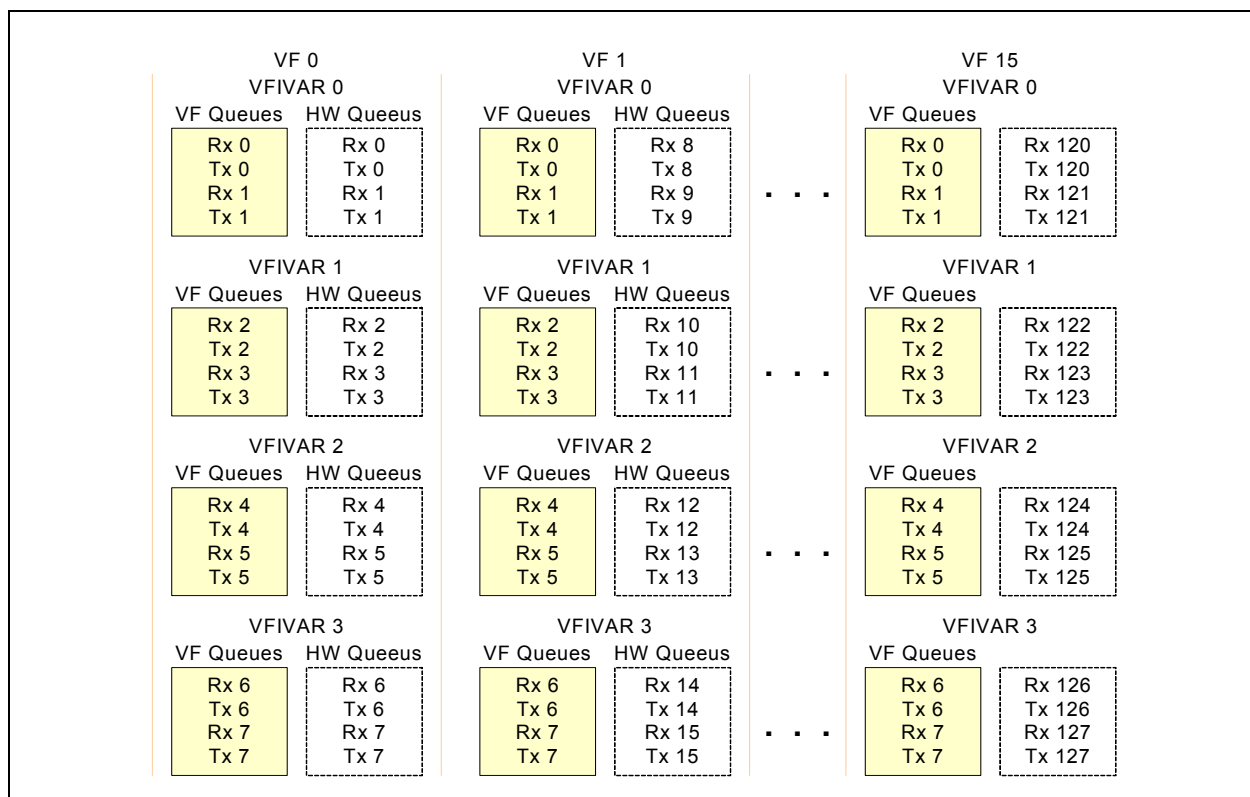 VF 0 VF 1 VF 15
VFIVAR 0 VFIVAR 0 VFIVAR 0
VF Queues HW Queeus VF Queues HW Queeus VF Queues
Rx 0 Rx 0 Rx 0 Rx 8 Rx 0 Rx 120
Tx 0 Tx 0 Tx 0 Tx 8 Tx 0 Tx 120
Rx 1 Rx 1 Rx 1 Rx 9 Rx 1 Rx 121
Tx 1 Tx 1 Tx 1 Tx 9 Tx 1 Tx 121
. . .
VFIVAR 1 VFIVAR 1 VFIVAR 1
VF Queues HW Queeus VF Queues HW Queeus VF Queues
Rx 2 Rx 2 Rx 2 Rx 10 Rx 2 Rx 122
Tx 2 Tx 2 Tx 2 Tx 10 Tx 2 Tx 122
Rx 3 Rx 3 Rx 3 Rx 11 Rx 3 Rx 123
Tx 3 Tx 3 Tx 3 Tx 11 Tx 3 Tx 123
. . .
VFIVAR 2 VFIVAR 2 VFIVAR 2
VF Queues HW Queeus VF Queues HW Queeus VF Queues
Rx 4 Rx 4 Rx 4 Rx 12 Rx 4 Rx 124
Tx 4 Tx 4 Tx 4 Tx 12 Tx 4 Tx 124
Rx 5 Rx 5 Rx 5 Rx 13 Rx 5 Rx 125
Tx 5 Tx 5 Tx 5 Tx 13 Tx 5 Tx 125
. . .
VFIVAR 3 VFIVAR 3 VFIVAR 3
VF Queues HW Queeus VF Queues HW Queeus VF Queues
Rx 6 Rx 6 Rx 6 Rx 14 Rx 6 Rx 126
Tx 6 Tx 6 Tx 6 Tx 14 Tx 6 Tx 126
Rx 7 Rx 7 Rx 7 Rx 15 Rx 7 Rx 127
Tx 7 Tx 7 Tx 7 Tx 15 Tx 7 Tx 127
. . .